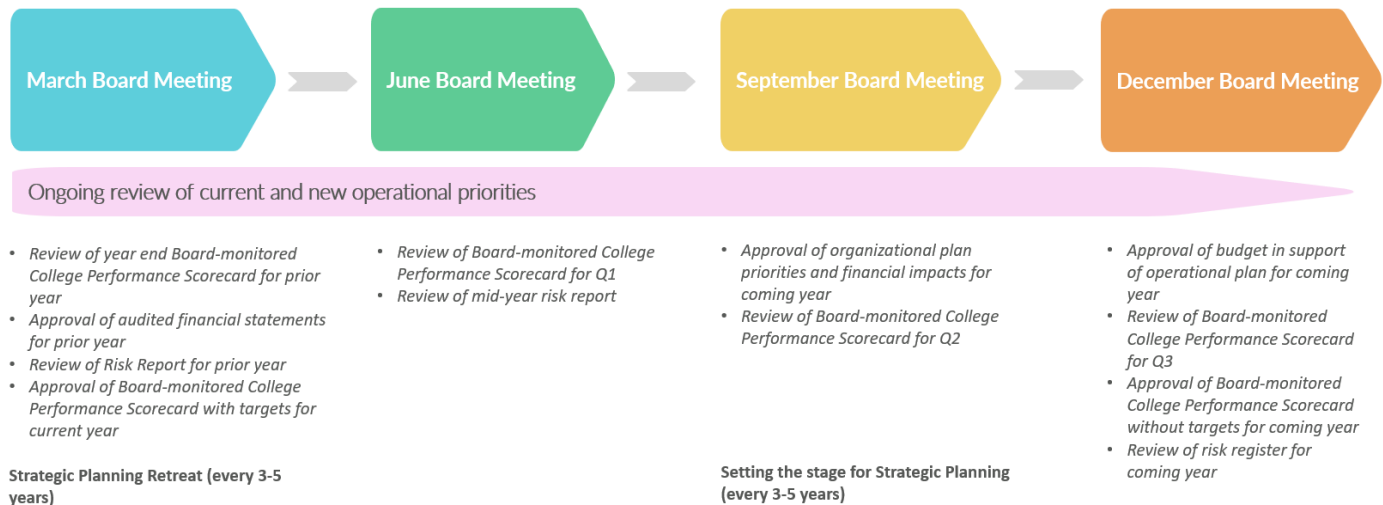 March Board Meeting
June Board Meeting
September Board Meeting
December Board Meeting
Ongoing review of current and new operational priorities
• Review of year end Board-monitored
College Performance Scorecard for prior
year
• Approval of audited financial statements
for prior year
• Review of Risk Report for prior year
• Approval of Board-monitored College
Performance Scorecard with targets for
current year
Strategic Planning Retreat (every 3-5
years)
• Review of Board-monitored College
Performance Scorecard for Q1
• Review of mid-year risk report
• Approval of organizational plan
priorities and financial impacts for
coming year
• Review of Board-monitored College
Performance Scorecard for Q2
Setting the stage for Strategic Planning
(every 3-5 years)
• Approval of budget in support
of operational plan for coming
year
• Review of Board-monitored
College Performance Scorecard
for Q3
• Approval of Board-monitored
College Performance Scorecard
without targets for coming year
• Review of risk register for
coming year